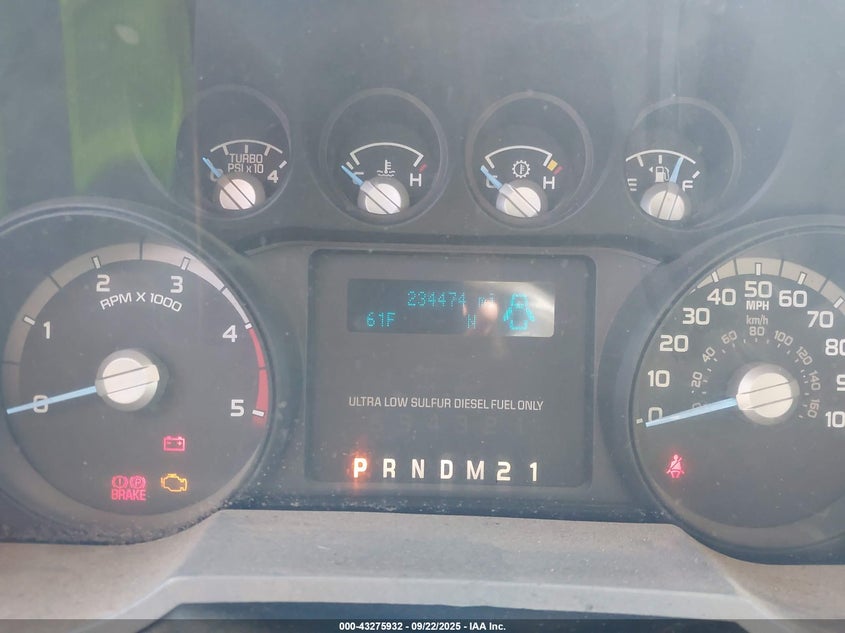 TURBO
PSI x 10
4
C
H
C
H
E
F
1
2
3
4
5
0
RPM X 1000
BRAKE
234474 mi
61F N
ULTRA LOW SULFUR DIESEL FUEL ONLY
P R N D M 2 1
0
10
20
30
40
50
60
70
80
MPH
km/h
0
20
40
60
80
100
120
140
160
000-43275932 - 09/22/2025 - IAA Inc.